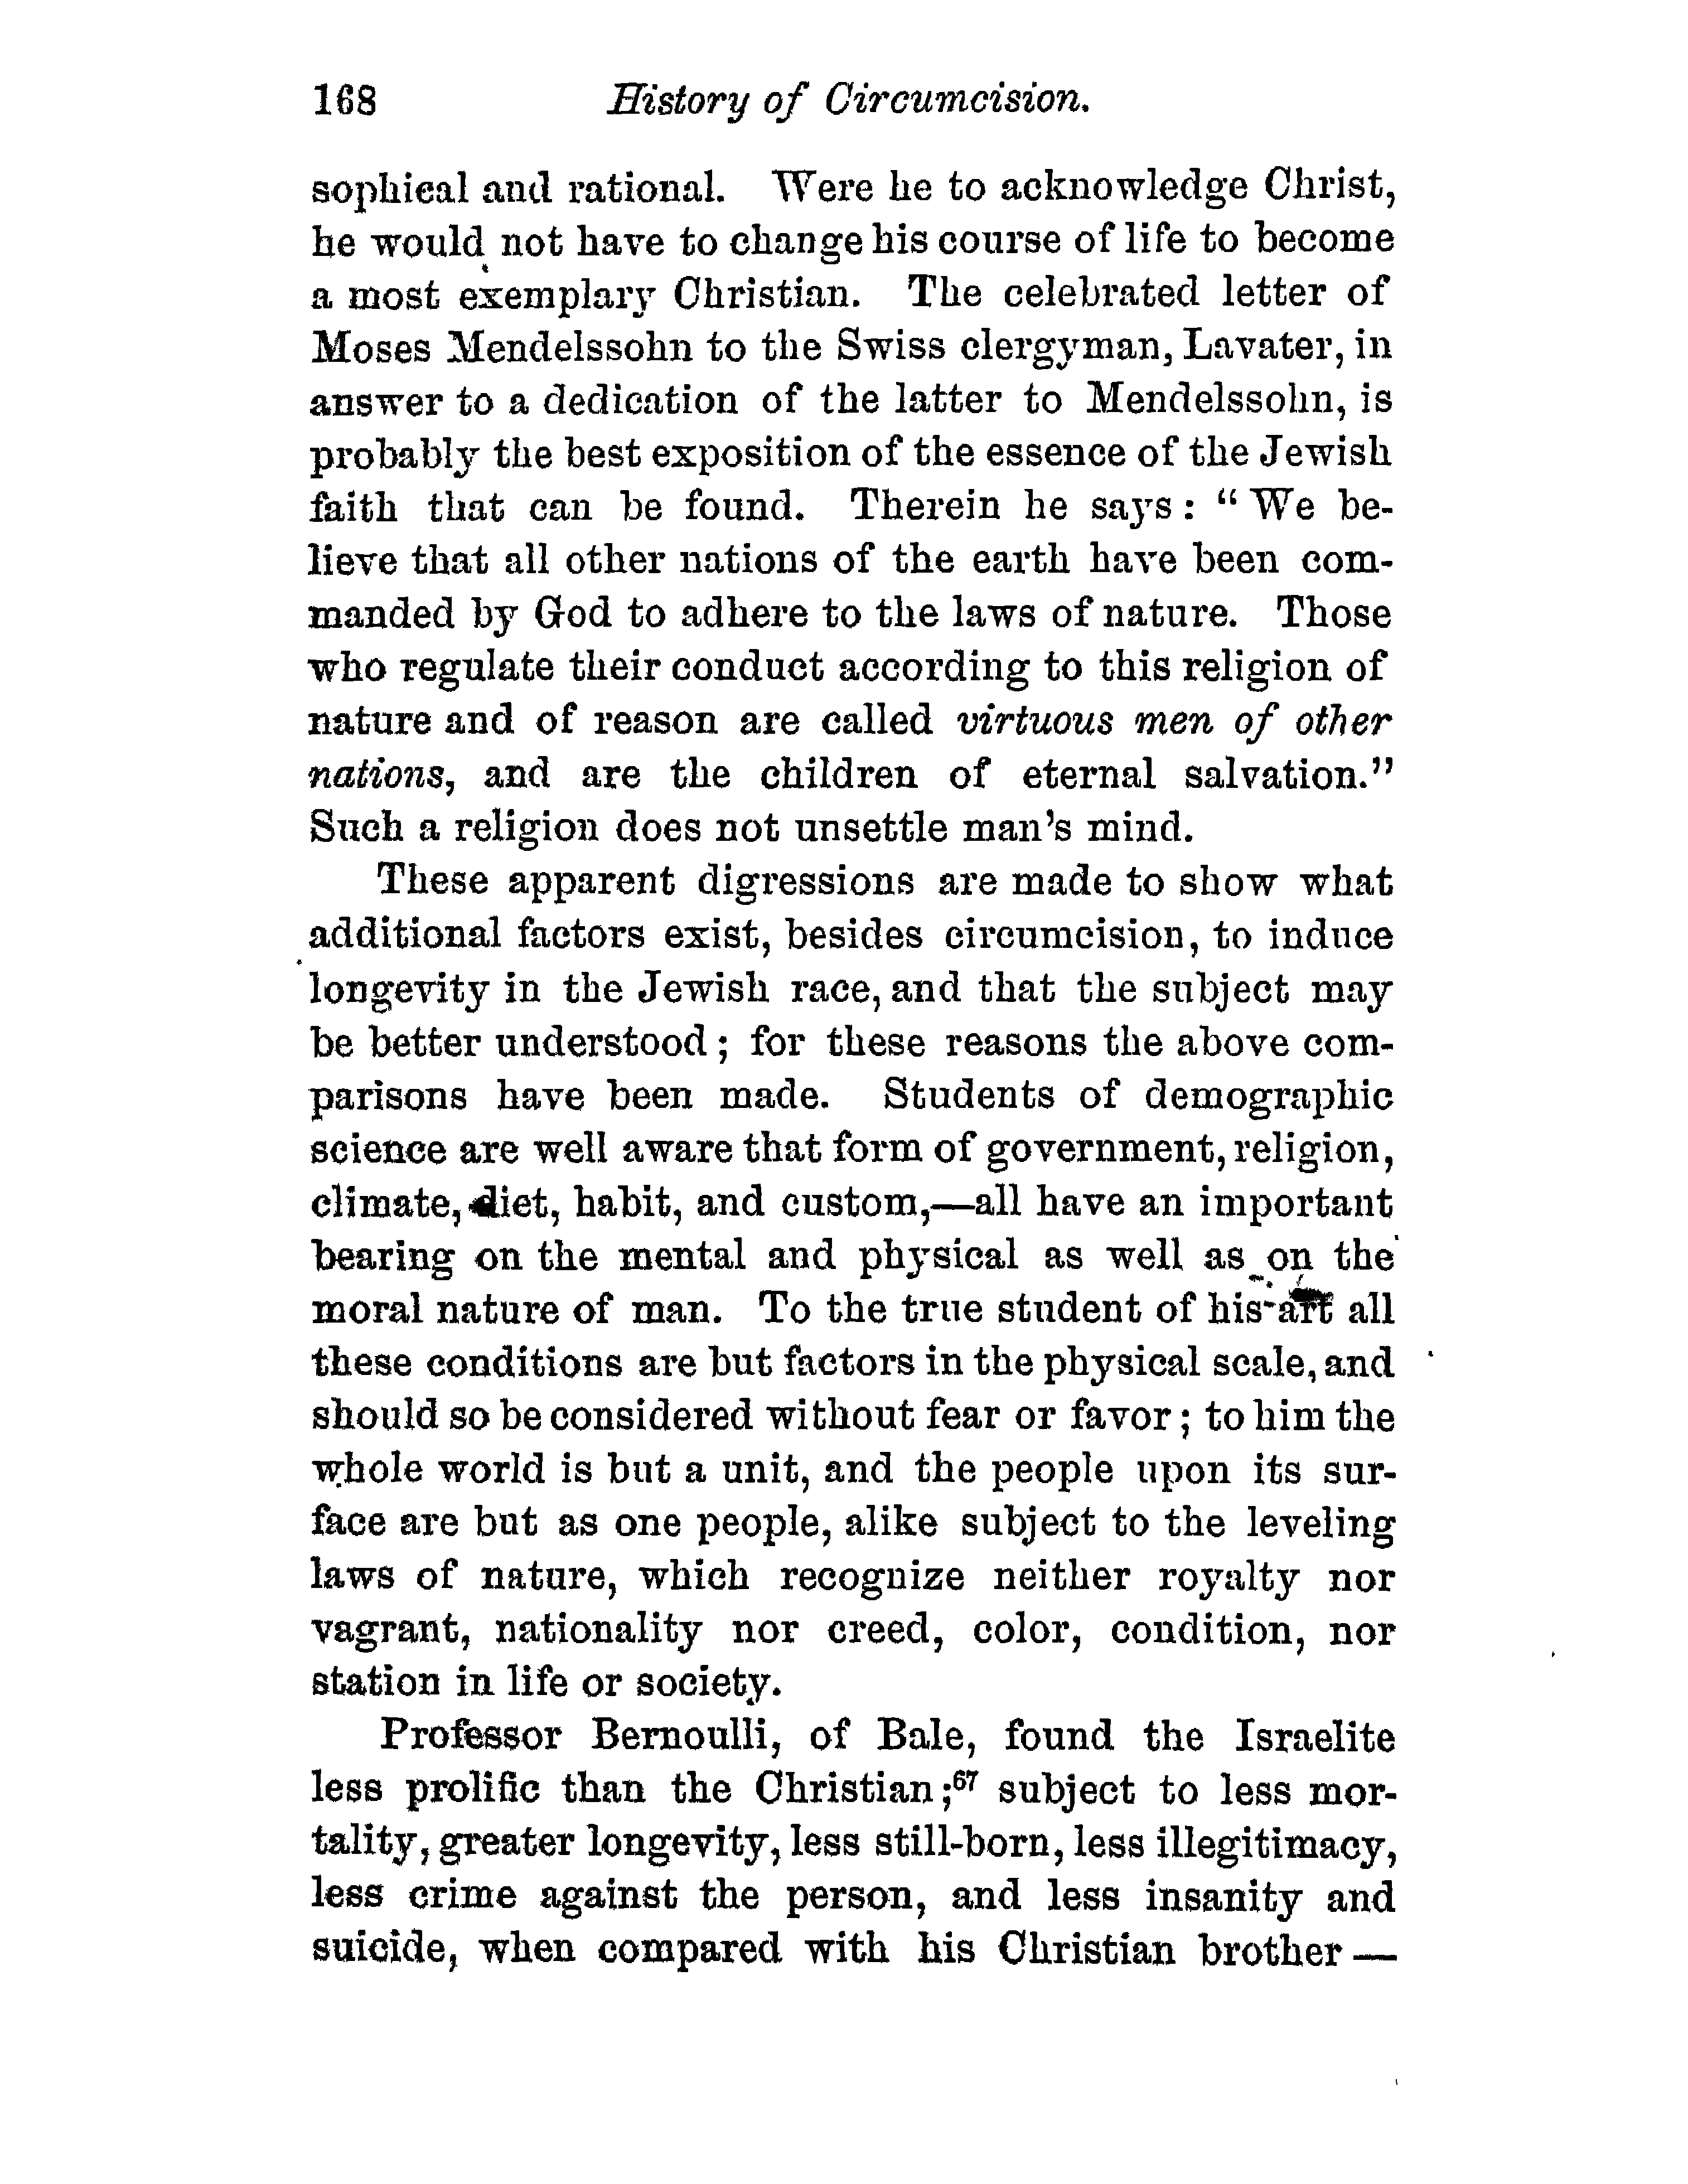 168 History of Circumcision.
sophical and rational. Were he to acknowledge Christ,
he would not have to change his course of life to become
a most exemplary Christian. The celebrated letter of
Moses Mendelssohn to the Swiss clergyman, Lavater, in
answer to a dedication of the latter to Mendelssohn, is
probably the best exposition of the essence of the Jewish
faith that can be found. Therein he says: “We be-
lieve that all other nations of the earth have been com-
manded by God to adhere to the laws of nature. Those
who regulate their conduct according to this religion of
nature and of reason are called virtuous men of other
nations, and are the children of eternal salvation.”
Such a religion does not unsettle man’s mind.
These apparent digressions are made to show what
additional factors exist, besides circumcision, to induce
longevity in the Jewish race, and that the subject may
be better understood; for these reasons the above com-
parisons have been made. Students of demographic
science are well aware that form of government, religion,
climate, diet, habit, and custom,—all have an important
bearing on the mental and physical as well as on the
moral nature of man. To the true student of his art all
these conditions are but factors in the physical scale, and
should so be considered without fear or favor; to him the
whole world is but a unit, and the people upon its sur-
face are but as one people, alike subject to the leveling
laws of nature, which recognize neither royalty nor
vagrant, nationality nor creed, color, condition, nor
station in life or society.
Professor Bernoulli, of Bale, found the Israelite
less prolific than the Christian;⁶⁷ subject to less mor-
tality, greater longevity, less still-born, less illegitimacy,
less crime against the person, and less insanity and
suicide, when compared with his Christian brother—